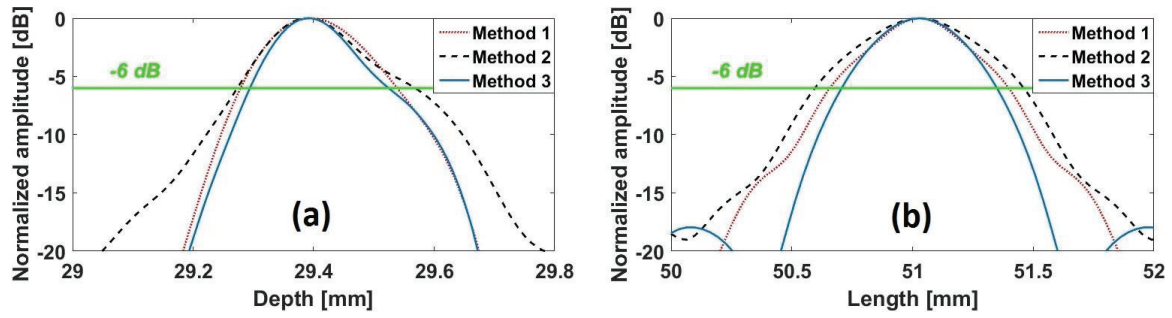 Normalized amplitude [dB]
0
-5
-10
-15
-20
-6 dB
Method 1
Method 2
Method 3
(a)
29
29.2
29.4
29.6
29.8
Depth [mm]
Normalized amplitude [dB]
0
-5
-10
-15
-20
-6 dB
Method 1
Method 2
Method 3
(b)
50
50.5
51
51.5
52
Length [mm]